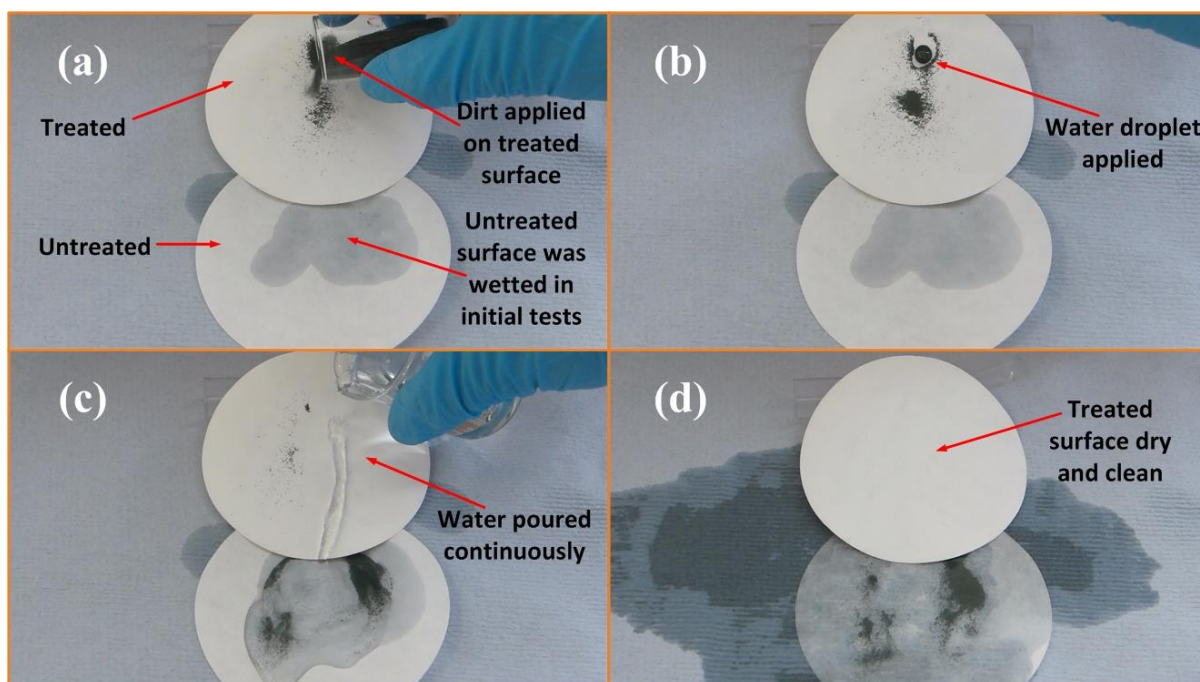 (a)
Treated
Dirt applied
on treated
surface
Untreated
Untreated
surface was
wetted in
initial tests
(b)
Water droplet
applied
(c)
Water poured
continuously
(d)
Treated
surface dry
and clean